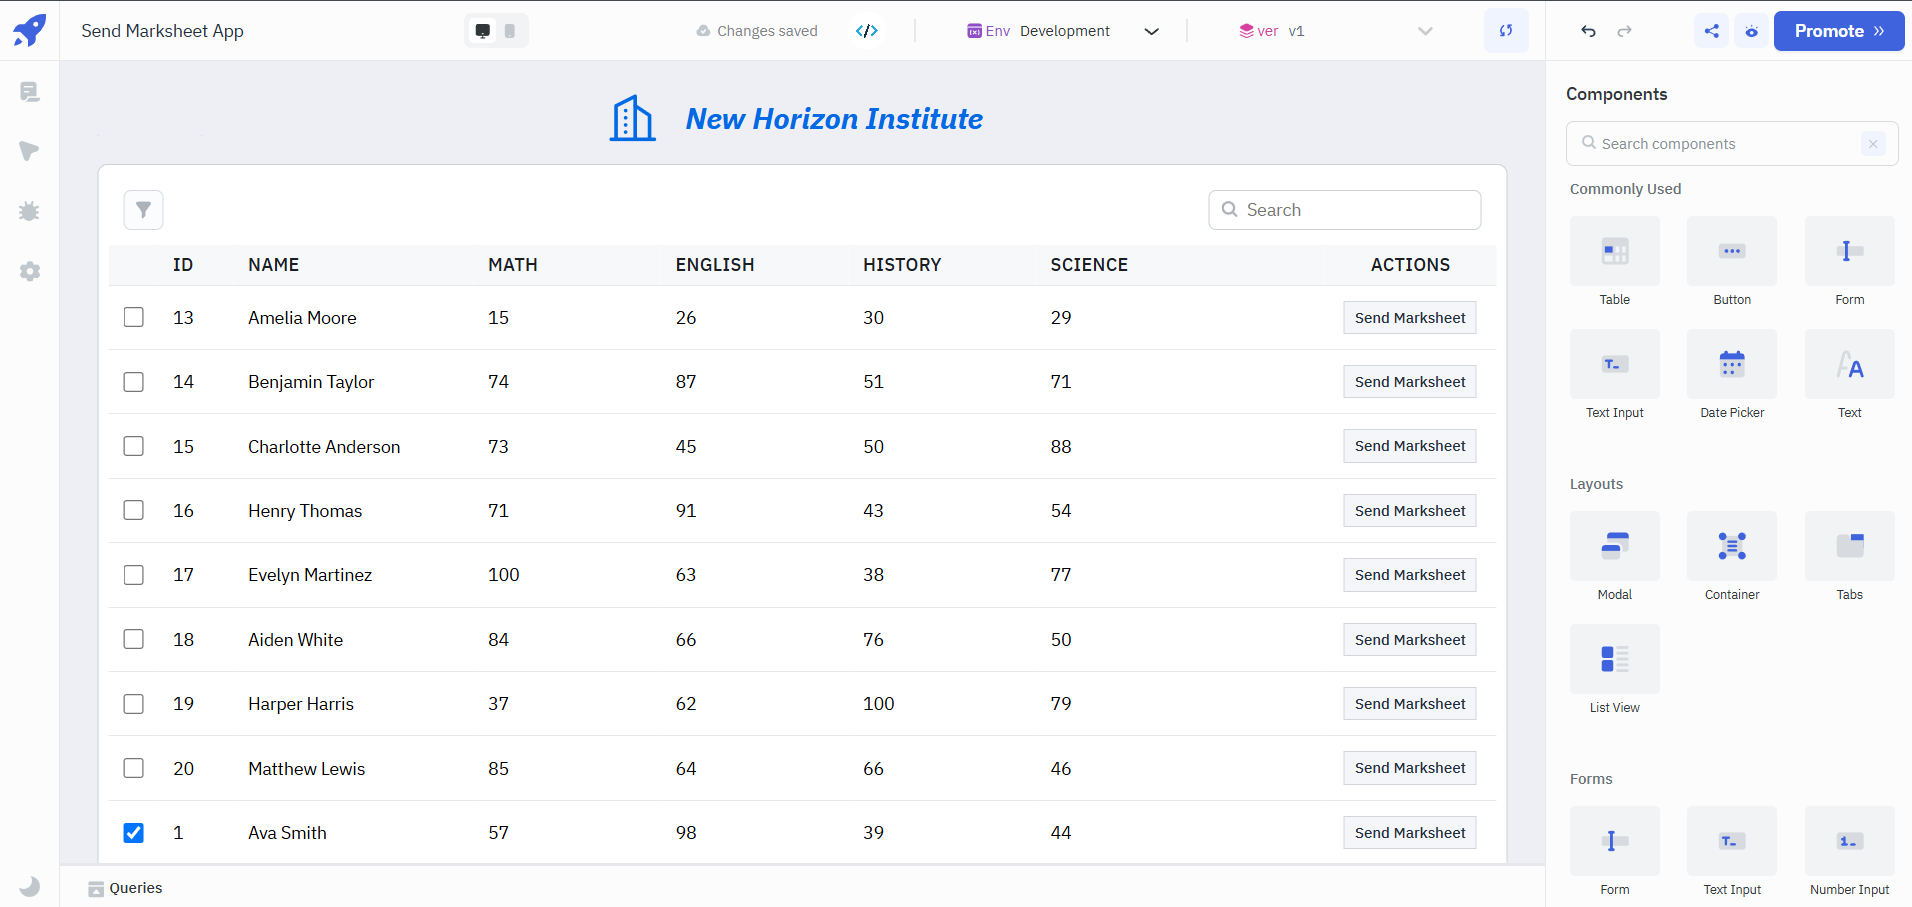 Send Marksheet App
Changes saved
Env Development
ver v1
Promote
New Horizon Institute
Search
ID NAME MATH ENGLISH HISTORY SCIENCE ACTIONS
13 Amelia Moore 15 26 30 29 Send Marksheet
14 Benjamin Taylor 74 87 51 71 Send Marksheet
15 Charlotte Anderson 73 45 50 88 Send Marksheet
16 Henry Thomas 71 91 43 54 Send Marksheet
17 Evelyn Martinez 100 63 38 77 Send Marksheet
18 Aiden White 84 66 76 50 Send Marksheet
19 Harper Harris 37 62 100 79 Send Marksheet
20 Matthew Lewis 85 64 66 46 Send Marksheet
1 Ava Smith 57 98 39 44 Send Marksheet
Queries
Components
Search components
Commonly Used
Table Button Form
Text Input Date Picker Text
Layouts
Modal Container Tabs
List View
Forms
Form Text Input Number Input